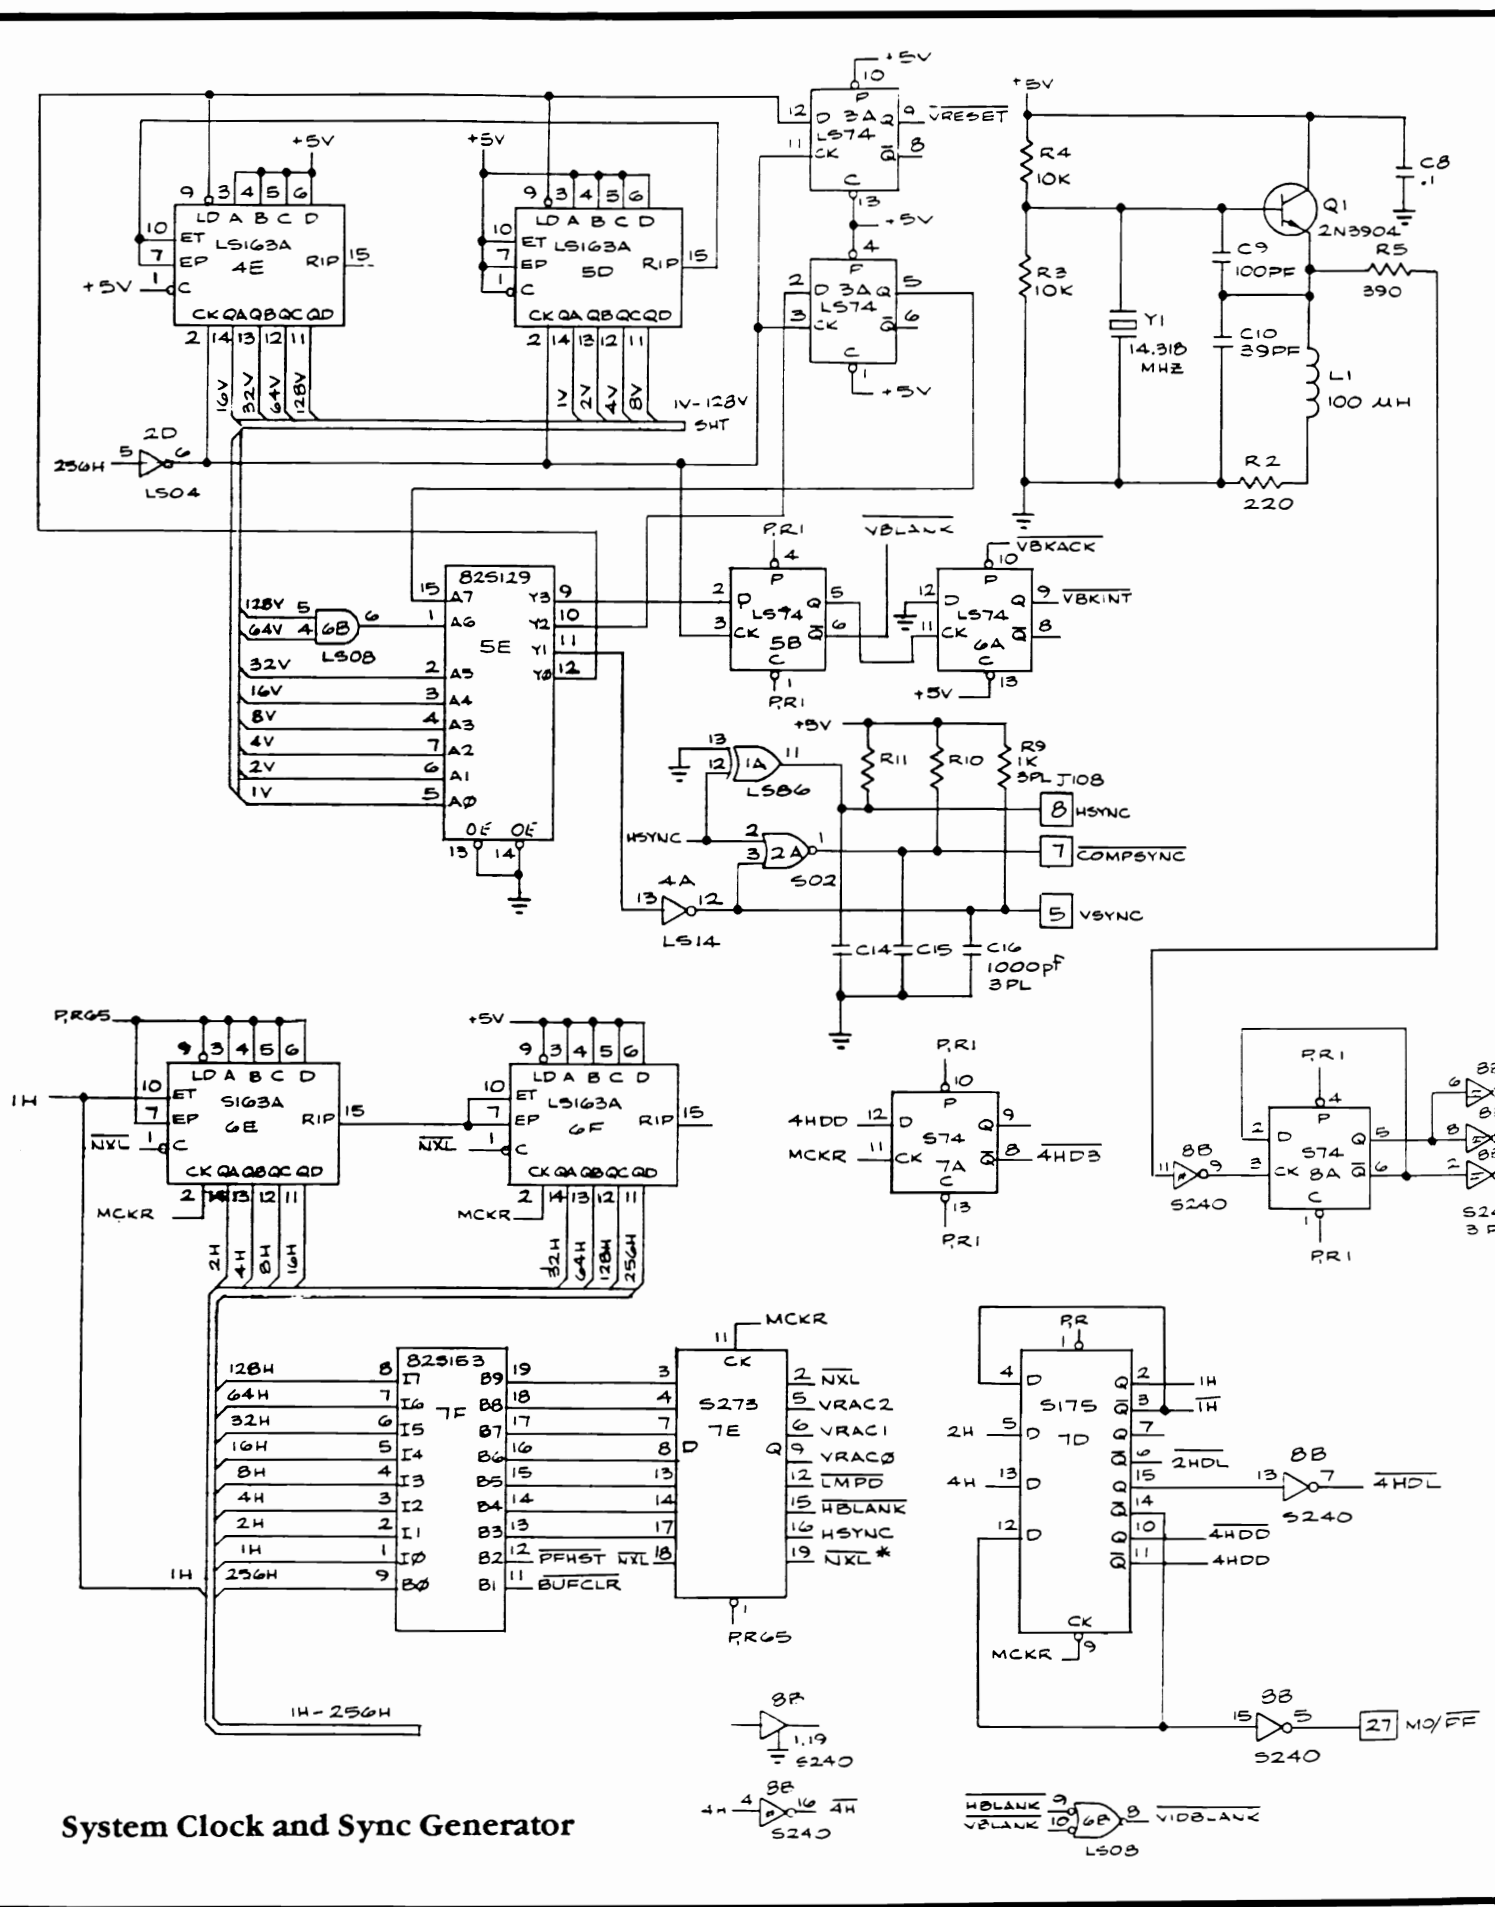 +5V
10
P
12 D 3A Q 9 VRESET
LS74
11 CK Q 8
C
13
+5V
+5V
9 3 4 5 6
LD A B C D
10 ET LS163A
7 EP 4E RIP 15
+5V 1 C
CK QA QB QC QD
2 14 13 12 11
16V 32V 64V 128V
+5V
9 3 4 5 6
LD A B C D
10 ET LS163A
7 EP 5D RIP 15
1 C
CK QA QB QC QD
2 14 13 12 11
1V 2V 4V 8V
1V-128V
SHT
4
P
2 D 3A Q 5
LS74
3 CK Q 6
C
1
+5V
+5V
R4
10K
C8
.1
Q1
2N3904
C9
100PF
R5
390
R3
10K
Y1
14.318
MHZ
C10
39PF
L1
100 µH
R2
220
2D
256H 5 6
LS04
82S129
5E
15 A7 Y3 9
1 A6 Y2 10
Y1 11
2 A5 YØ 12
3 A4
4 A3
7 A2
6 A1
5 AØ
OE OE
13 14
128V 5
64V 4 6B 6
LS08
32V
16V
8V
4V
2V
1V
P,R1
4
P
2 D Q 5
LS74
3 CK Q 6
5B
C
1
P,R1
VBLANK
VBKACK
10
P
12 D Q 9 VBKINT
LS74
11 CK Q 8
6A
C
+5V 13
+5V
13
12 1A 11
LS86
R11 R10 R9
1K
3PL J108
8 HSYNC
HSYNC 2
3 2A 1
S02
7 COMPSYNC
4A
13 12
LS14
5 VSYNC
C14 C15 C16
1000pf
3PL
P,R65
9 3 4 5 6
LD A B C D
1H 10 ET S163A
7 EP 6E RIP 15
NXL 1 C
CK QA QB QC QD
2 14 13 12 11
MCKR
2H 4H 8H 16H
+5V
9 3 4 5 6
LD A B C D
10 ET LS163A
7 EP 6F RIP 15
NXL 1 C
CK QA QB QC QD
2 14 13 12 11
MCKR
32H 64H 128H 256H
P,R1
10
P
4HDD 12 D Q 9
S74
MCKR 11 CK Q 8 4HD3
7A
C
13
P,R1
P,R1
4
P
2 D Q 5
S74
3 CK 8A Q 6
C
1
P,R1
11 8B 9
S240
6
8
2
82S153
7F
128H 8 I7 B9 19
64H 7 I6 B8 18
32H 6 I5 B7 17
16H 5 I4 B6 16
8H 4 I3 B5 15
4H 3 I2 B4 14
2H 2 I1 B3 13
1H 1 IØ B2 12 PFHST
1H 256H 9 BØ B1 11 BUFCLR
11 MCKR
CK
S273
7E
D Q
3 2 NXL
4 5 VRAC2
7 6 VRAC1
8 9 VRACØ
13 12 LMPD
14 15 HBLANK
17 16 HSYNC
NXL 18 19 NXL*
1
P,R65
P,R
1
S175
7D
4 D Q 2 1H
Q 3 1H
2H 5 D Q 7
Q 6 2HDL
4H 13 D Q 15
Q 14
12 D Q 10 4HDD
Q 11 4HDD
CK
MCKR 9
8B
13 7 4HDL
S240
1H-256H
1,19
S240
4H 4 16 4H
S240
15 5
S240
27 MO/FF
HBLANK 9
VBLANK 10 6B 8 VIDBLANK
LS08
System Clock and Sync Generator